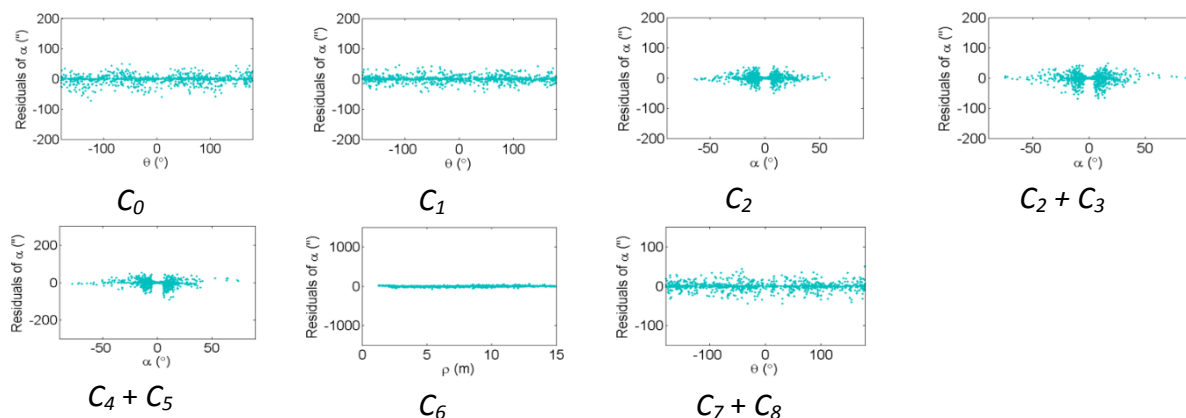 200
100
0
-100
-200
-100
0
100
Residuals of α (")
θ (°)
C0
200
100
0
-100
-200
-100
0
100
Residuals of α (")
θ (°)
C1
200
100
0
-100
-200
-50
0
50
Residuals of α (")
α (°)
C2
200
100
0
-100
-200
-50
0
50
Residuals of α (")
α (°)
C2 + C3
200
0
-200
-50
0
50
Residuals of α (")
α (°)
C4 + C5
1000
0
-1000
0
5
10
15
Residuals of α (")
ρ (m)
C6
100
0
-100
-100
0
100
Residuals of α (")
θ (°)
C7 + C8